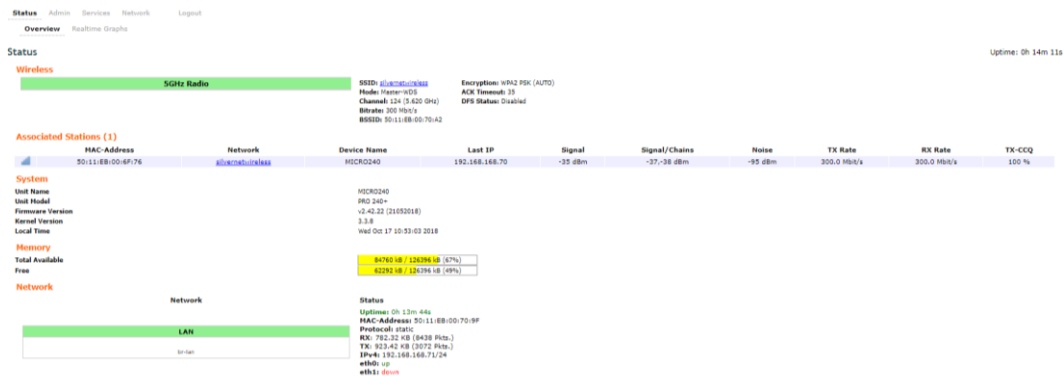 Status Admin Services Network Logout
Overview Realtime Graphs
Status Uptime: 0h 14m 11s
Wireless
5GHz Radio
SSID: silvernetwireless Encryption: WPA2 PSK (AUTO)
Mode: Master-WDS ACK Timeout: 35
Channel: 124 (5.620 GHz) DFS Status: Disabled
Bitrate: 300 Mbit/s
BSSID: 50:11:EB:00:70:A2
Associated Stations (1)
MAC-Address Network Device Name Last IP Signal Signal/Chains Noise TX Rate RX Rate TX-CCQ
50:11:EB:00:6F:76 silvernetwireless MICRO240 192.168.168.70 -35 dBm -37,-38 dBm -95 dBm 300.0 Mbit/s 300.0 Mbit/s 100 %
System
Unit Name MICRO240
Unit Model PRO 240+
Firmware Version v2.42.22 (21052018)
Kernel Version 3.3.8
Local Time Wed Oct 17 10:53:03 2018
Memory
Total Available 84760 kB / 126396 kB (67%)
Free 62292 kB / 126396 kB (49%)
Network
Network Status
Uptime: 0h 13m 44s
MAC-Address: 50:11:EB:00:70:9F
LAN Protocol: static
RX: 782.32 KB (8438 Pkts.)
TX: 923.42 KB (3072 Pkts.)
br-lan IPv4: 192.168.168.71/24
eth0: up
eth1: down